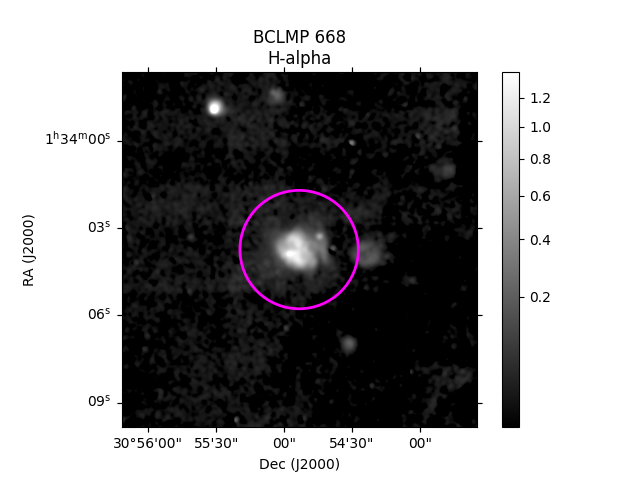 BCLMP 668
H-alpha
1ʰ34ᵐ00ˢ
03ˢ
06ˢ
09ˢ
RA (J2000)
30°56'00" 55'30" 00" 54'30" 00"
Dec (J2000)
1.2
1.0
0.8
0.6
0.4
0.2